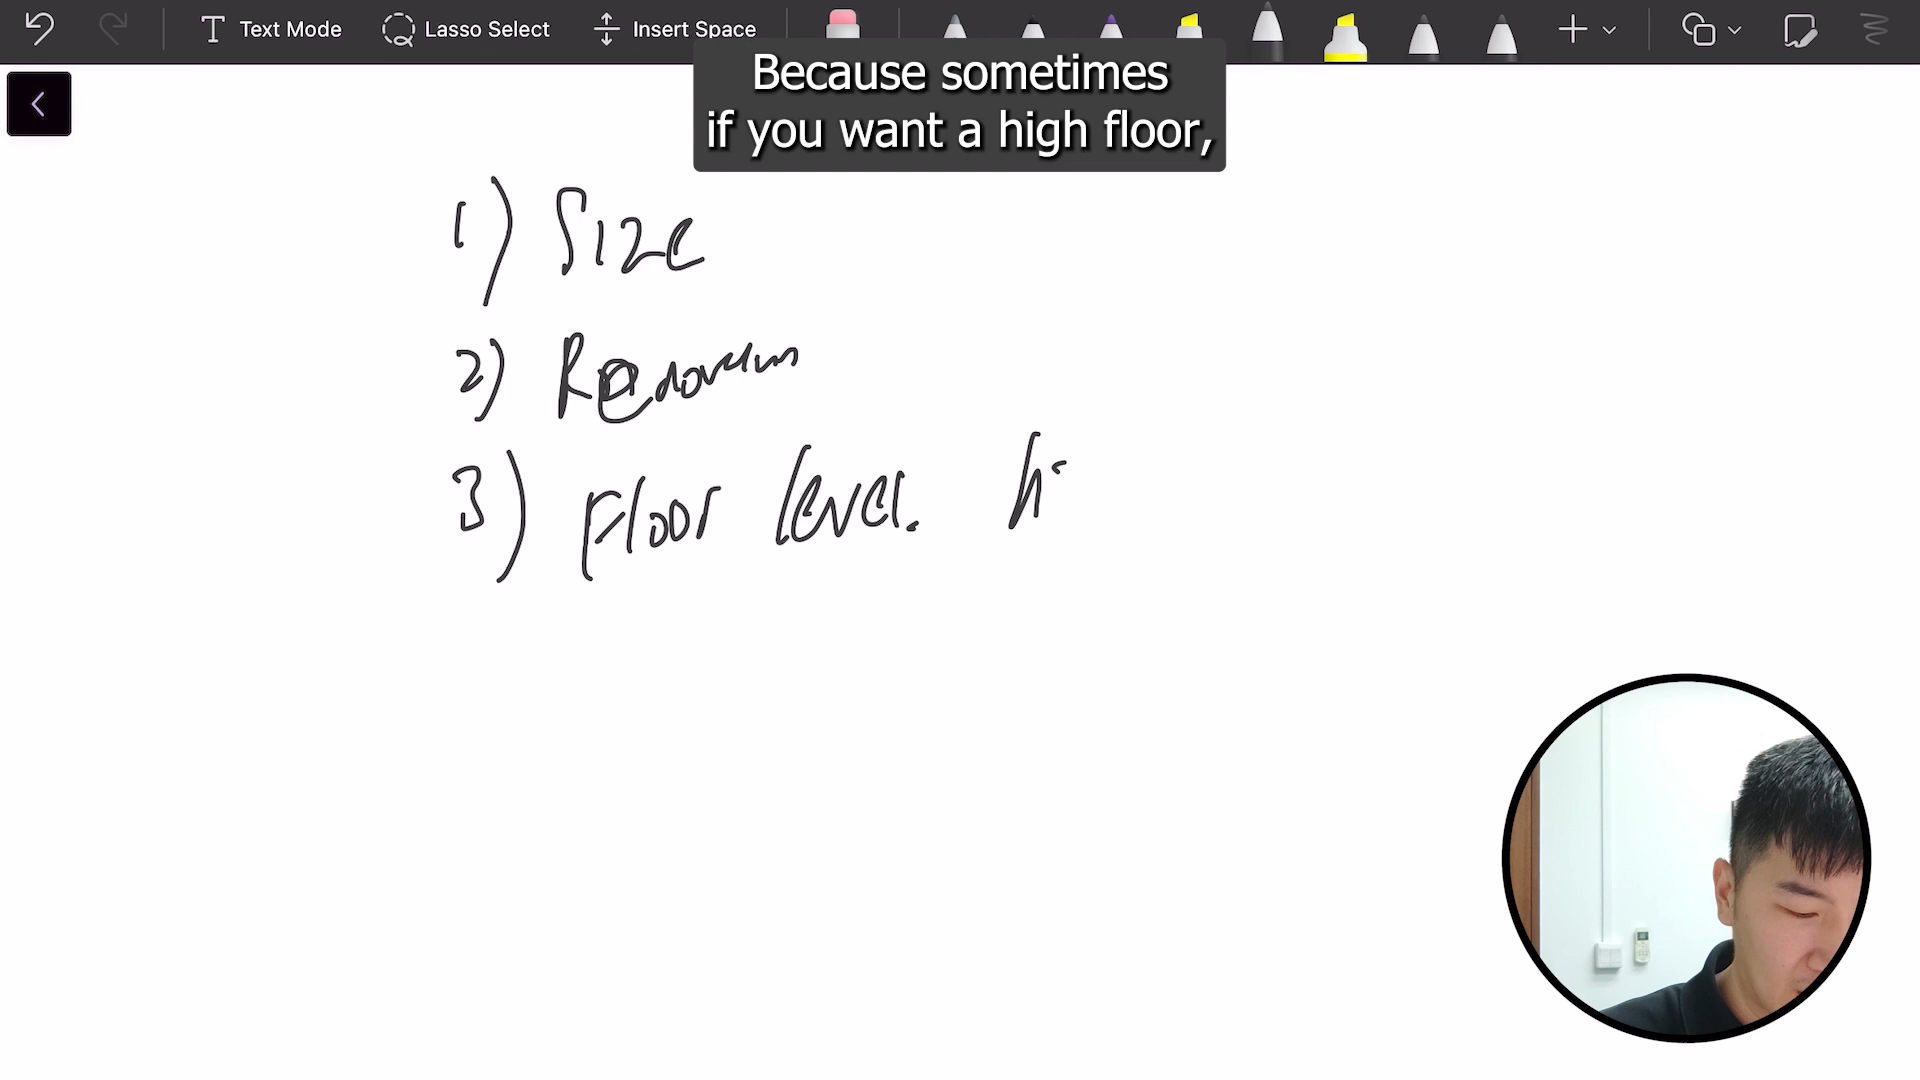 Text Mode Lasso Select Insert Space
Because sometimes
if you want a high floor,
1) Size
2)
3) Floor level. hi